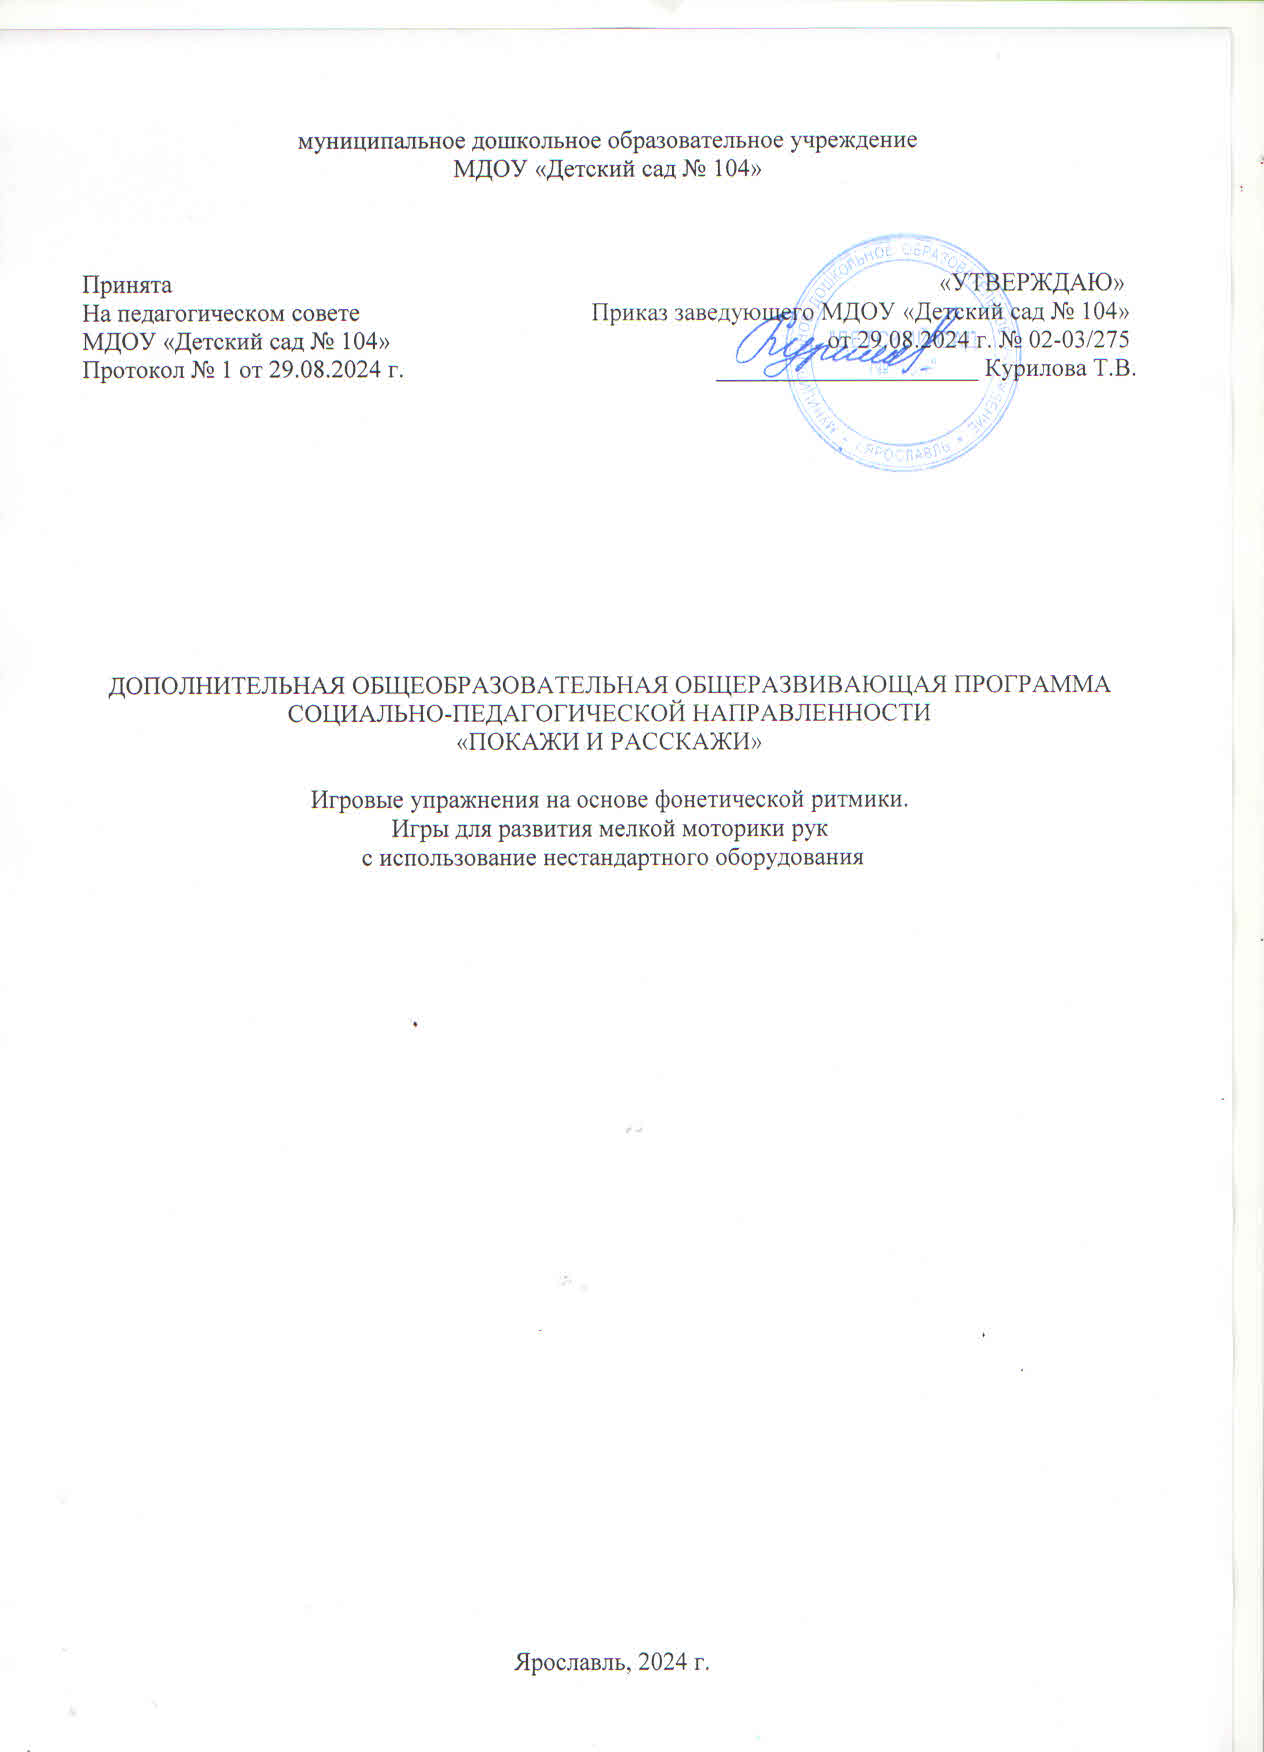 муниципальное дошкольное образовательное учреждение
МДОУ «Детский сад № 104»
Принята
На педагогическом совете
МДОУ «Детский сад № 104»
Протокол № 1 от 29.08.2024 г.
«УТВЕРЖДАЮ»
Приказ заведующего МДОУ «Детский сад № 104»
от 29.08.2024 г. № 02-03/275
Курилова Т.В.
ДОПОЛНИТЕЛЬНАЯ ОБЩЕОБРАЗОВАТЕЛЬНАЯ ОБЩЕРАЗВИВАЮЩАЯ ПРОГРАММА
СОЦИАЛЬНО-ПЕДАГОГИЧЕСКОЙ НАПРАВЛЕННОСТИ
«ПОКАЖИ И РАССКАЖИ»
Игровые упражнения на основе фонетической ритмики.
Игры для развития мелкой моторики рук
с использование нестандартного оборудования
Ярославль, 2024 г.